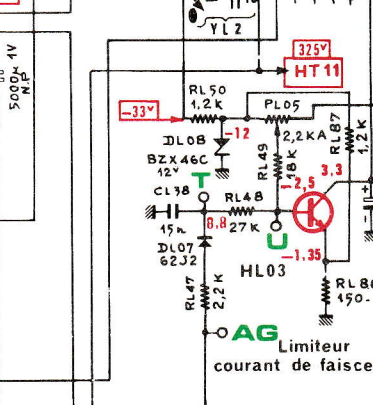 YL2
5000µ 1V
N.P
325V
HT11
-33V
RL50
1,2K
PL05
-12
2,2KA
DL08
BZX46C
12V
RL49
18K
RL87
1,2K
T
CL38
15n
RL48
27K
8.8
-2,5
3.3
U
-1.35
DL07
62J2
HL03
RL47
2,2K
150-
AG
Limiteur
courant de faisce